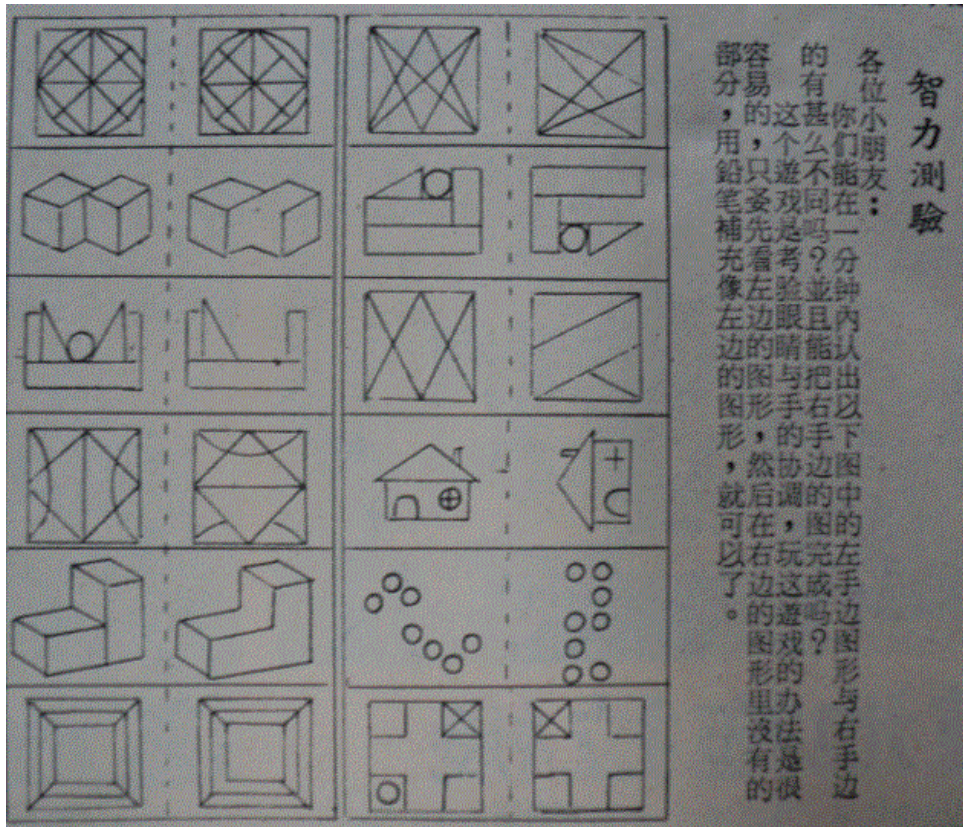 智力測驗
各位小朋友：
你们能在一分钟內认出以下图中的左手边图形与右手边
的有甚么不同吗？並且能把右手边的图完成吗？
这个遊戏是考验眼睛与手的协调，玩这遊戏的办法是很
容易的，只要先看左边的图形，然后在右边的图形里沒有的
部分，用鉛笔補充像左边的图形，就可以了。